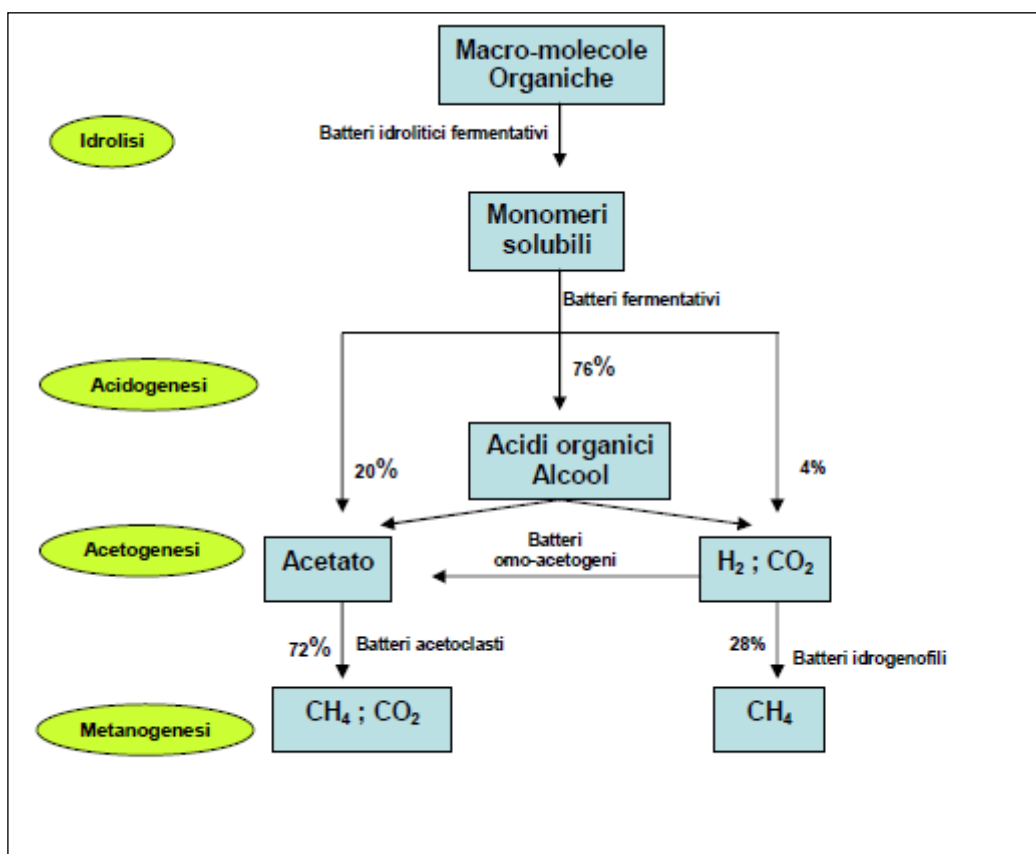 Macro-molecole
Organiche
Idrolisi
Batteri idrolitici fermentativi
Monomeri
solubili
Batteri fermentativi
Acidogenesi
76%
Acidi organici
Alcool
20%
4%
Acetogenesi
Acetato
Batteri
omo-acetogeni
H₂ ; CO₂
72%
Batteri acetoclasti
28%
Batteri idrogenofili
Metanogenesi
CH₄ ; CO₂
CH₄